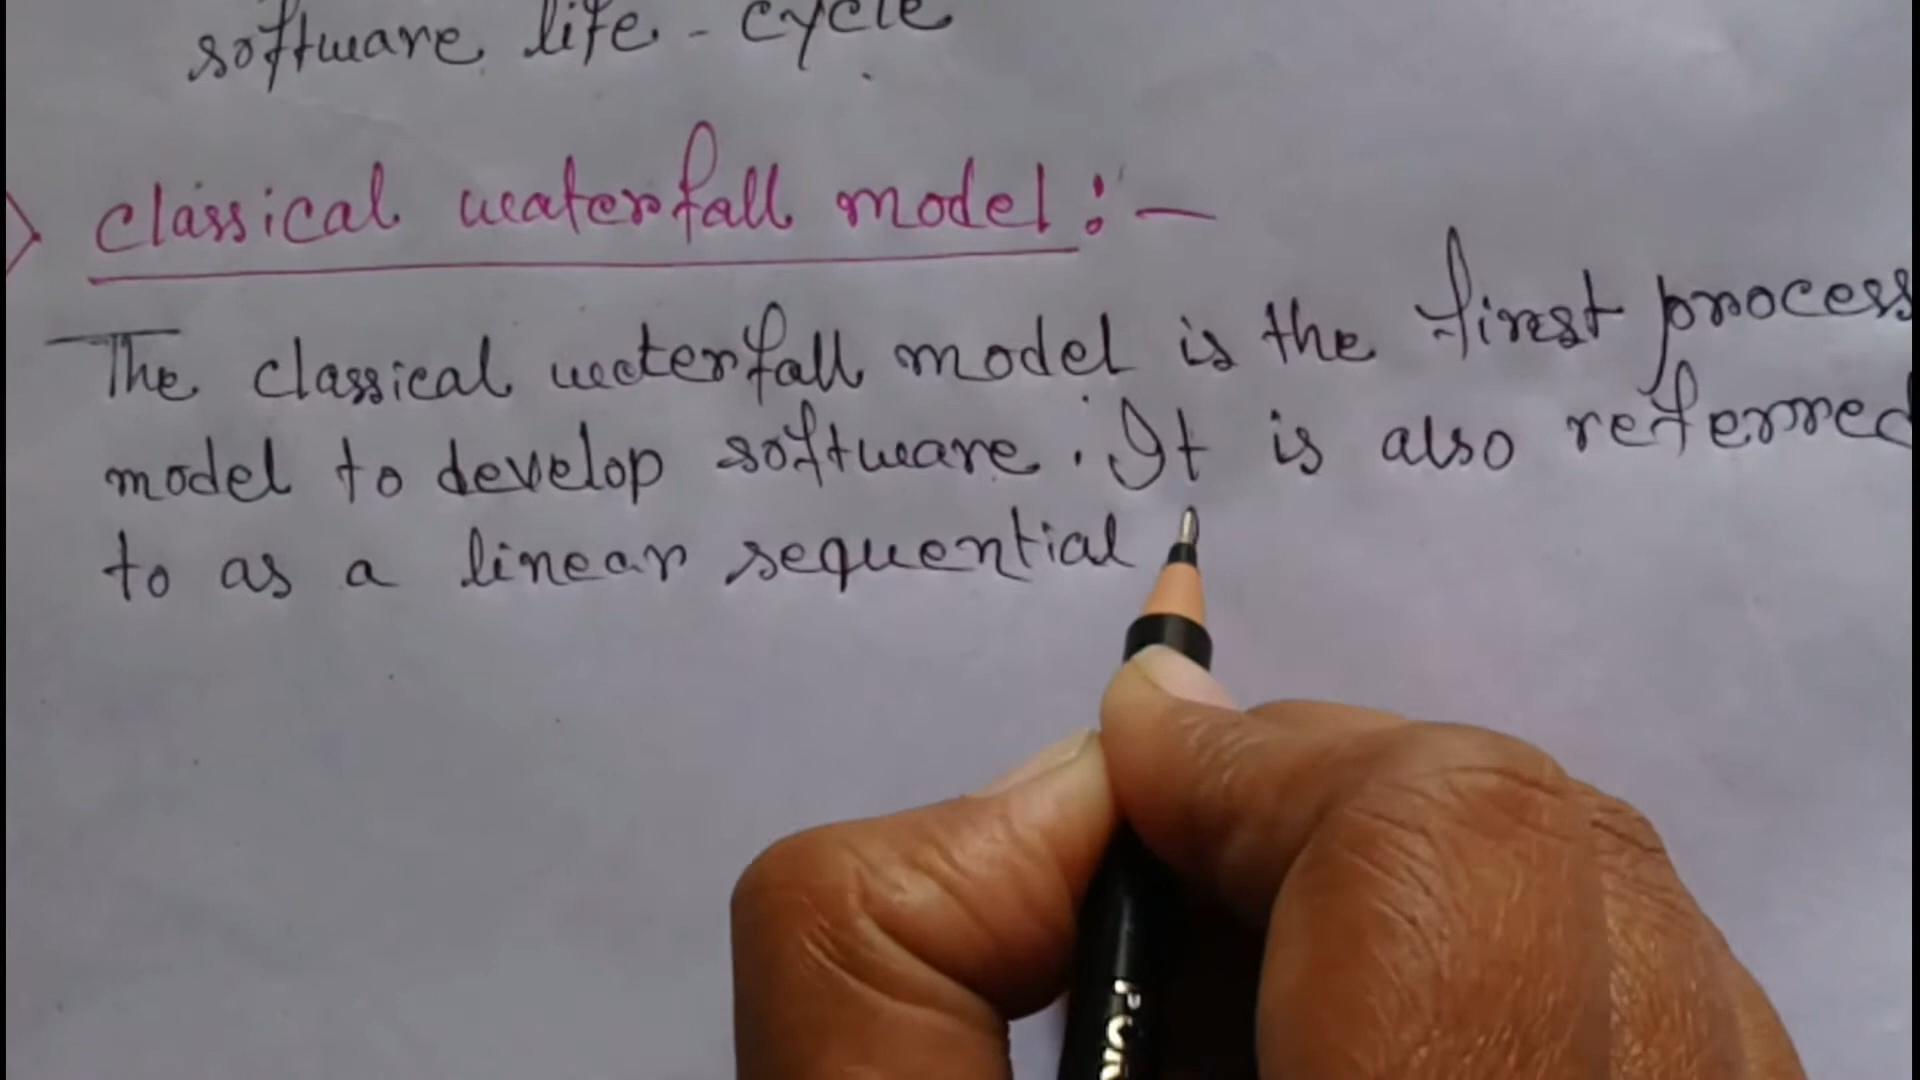 software life-cycle
classical waterfall model :-
The classical waterfall model is the first process
model to develop software. It is also referred
to as a linear sequential